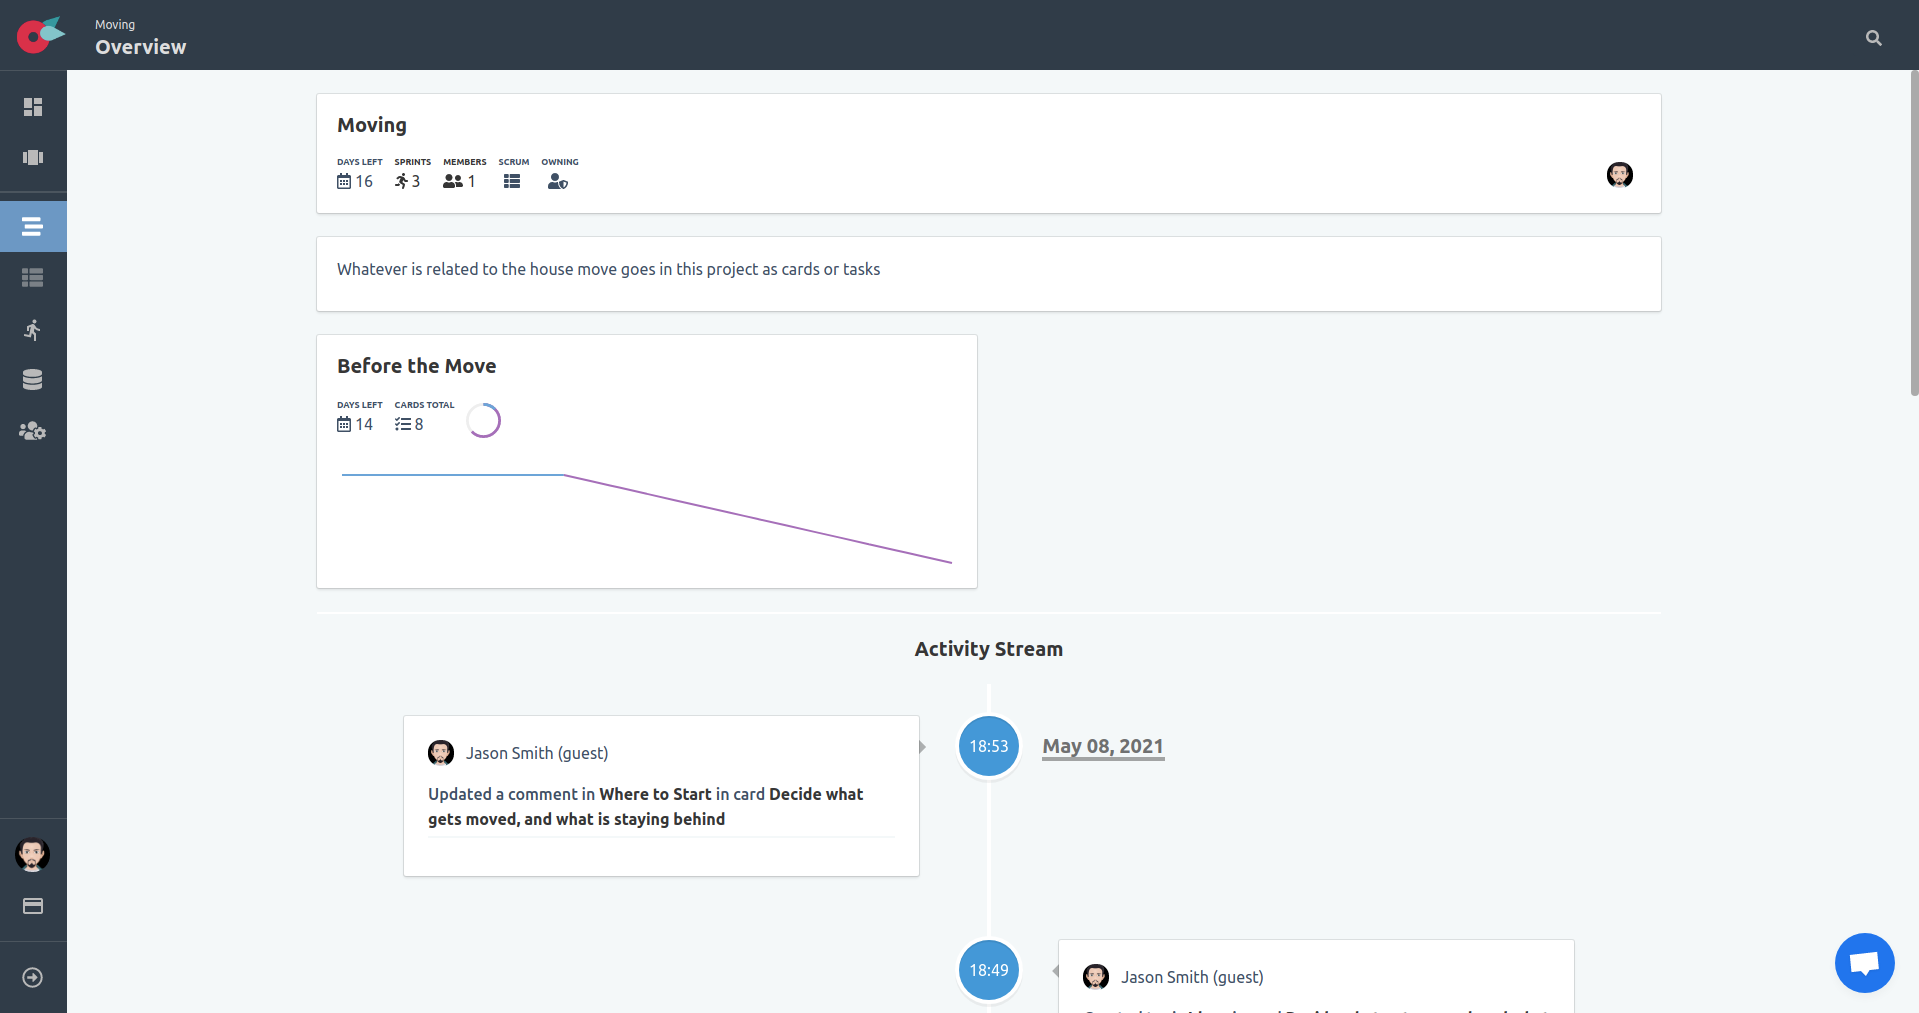 Moving
Overview
Moving
DAYS LEFT SPRINTS MEMBERS SCRUM OWNING
16 3 1
Whatever is related to the house move goes in this project as cards or tasks
Before the Move
DAYS LEFT CARDS TOTAL
14 8
Activity Stream
18:53
May 08, 2021
Jason Smith (guest)
Updated a comment in Where to Start in card Decide what
gets moved, and what is staying behind
18:49
Jason Smith (guest)